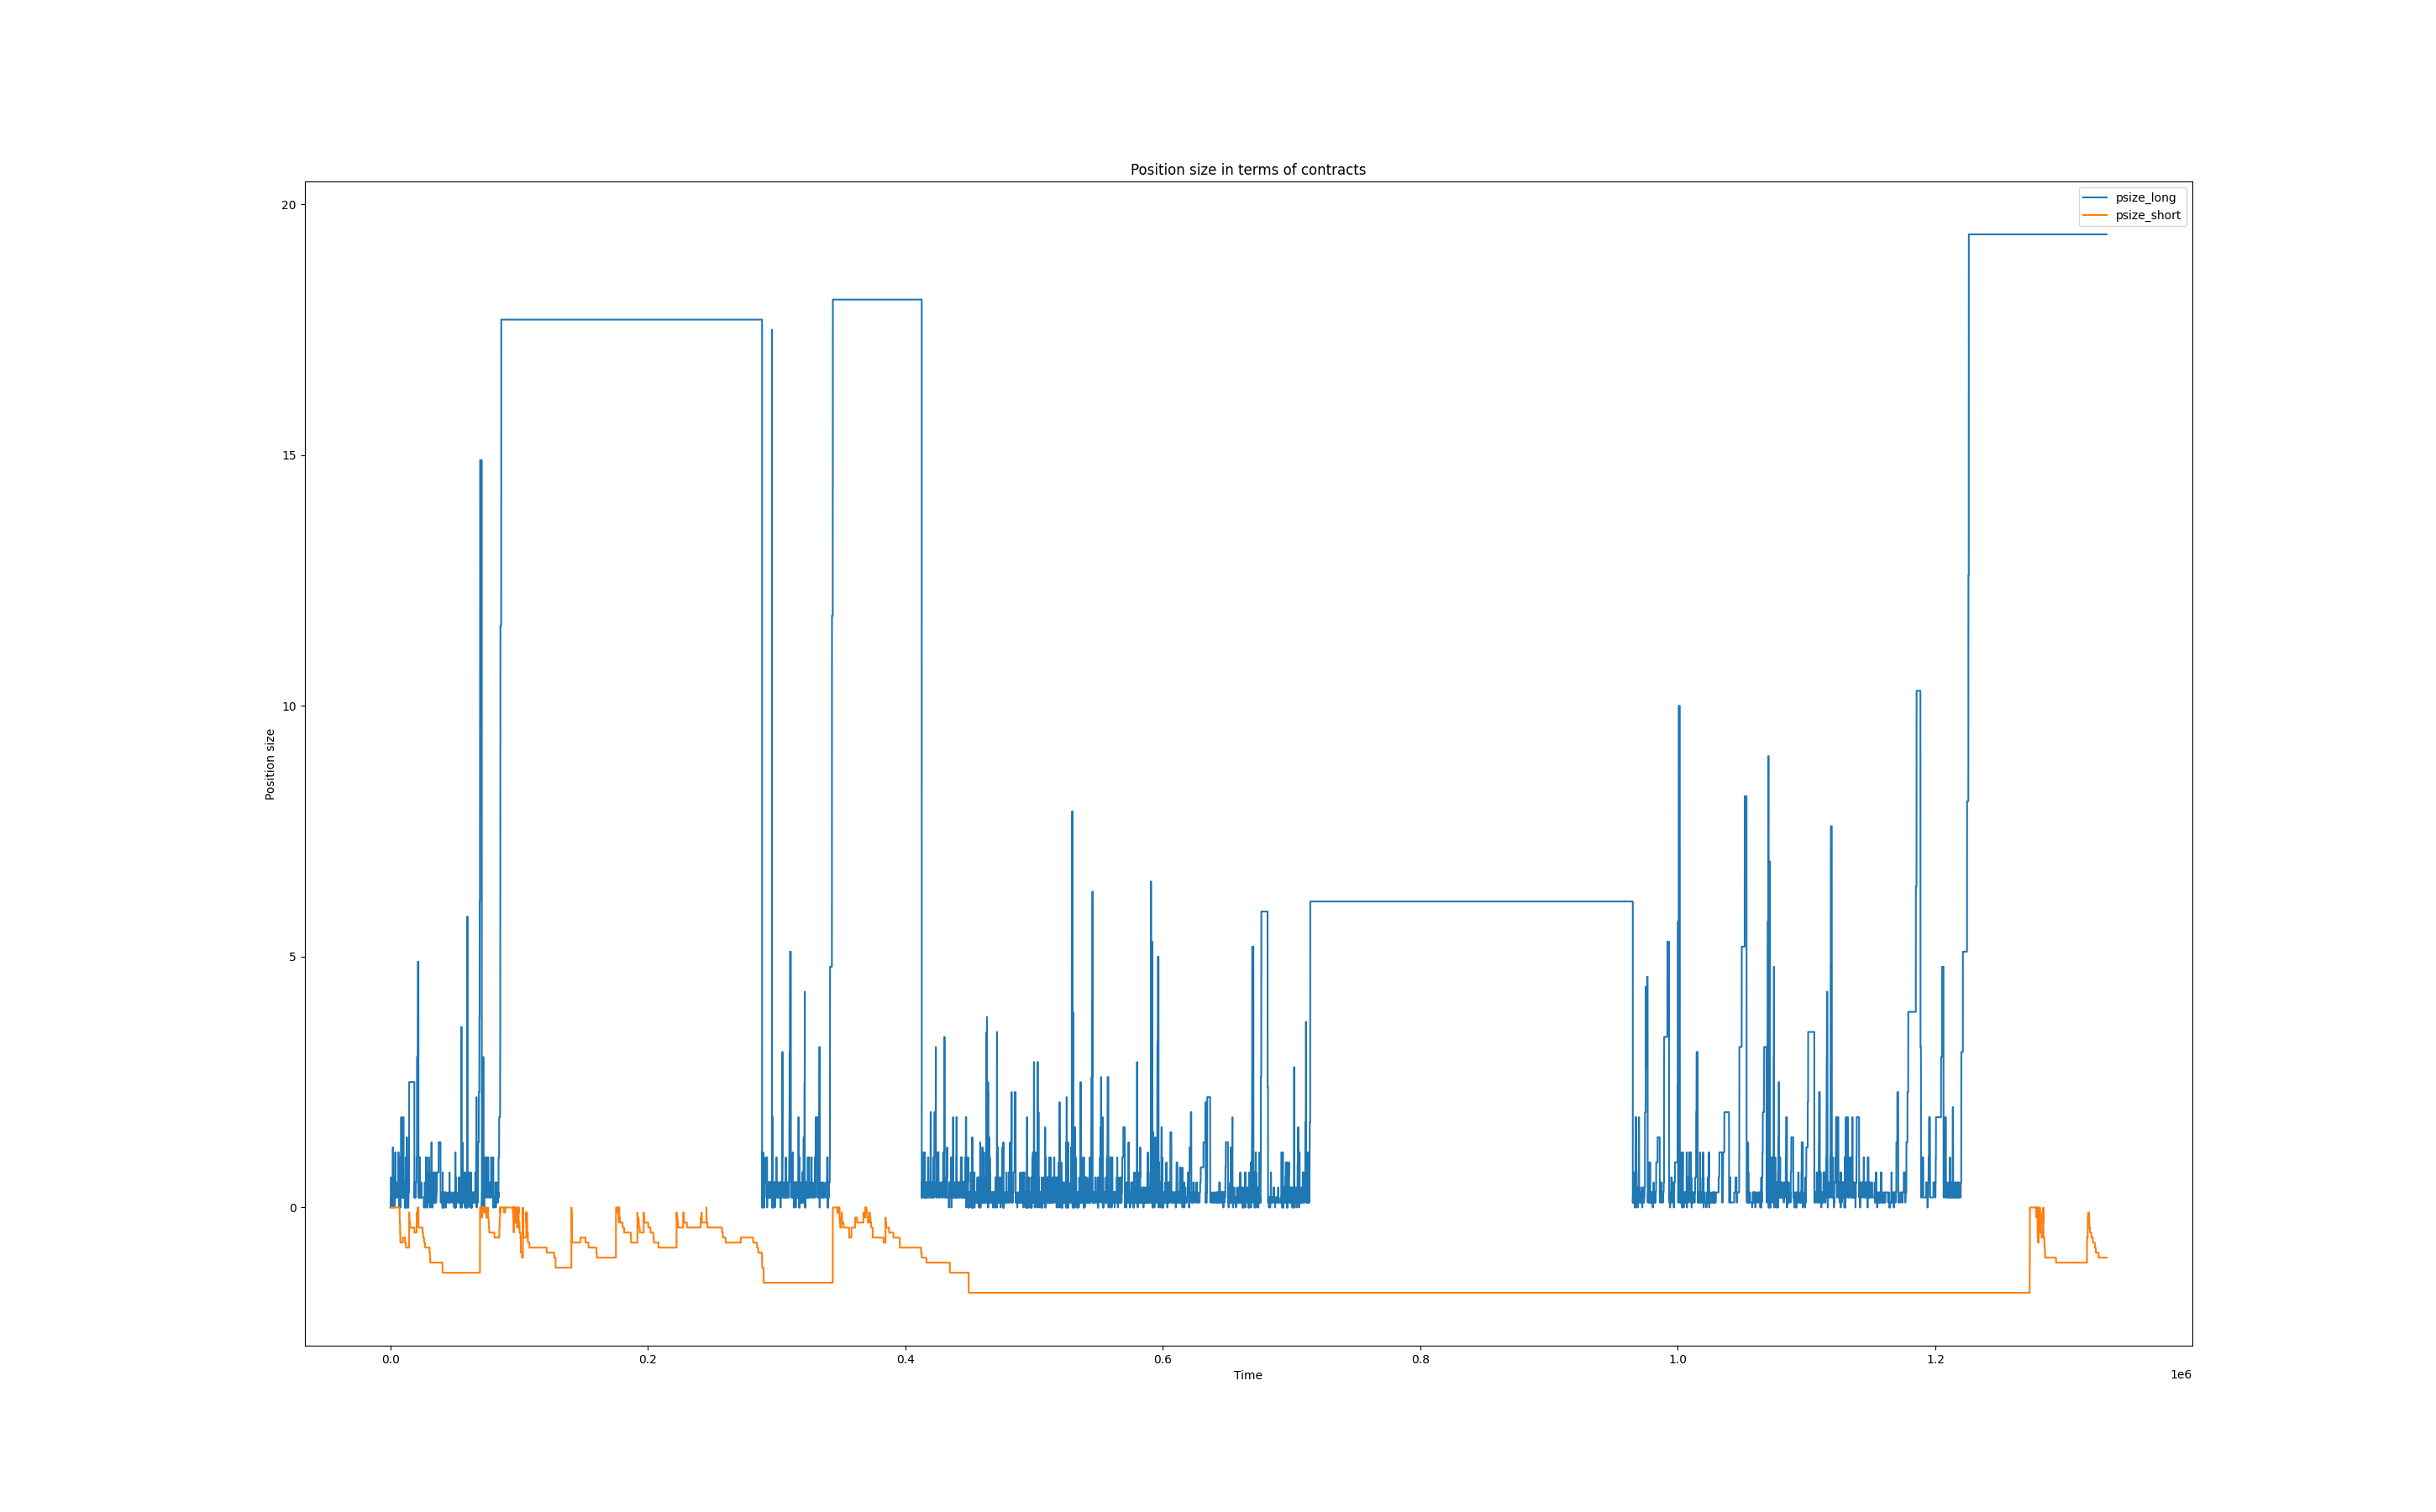 Position size in terms of contracts
psize_long
psize_short
20
15
10
5
0
Position size
0.0 0.2 0.4 0.6 0.8 1.0 1.2
Time
1e6